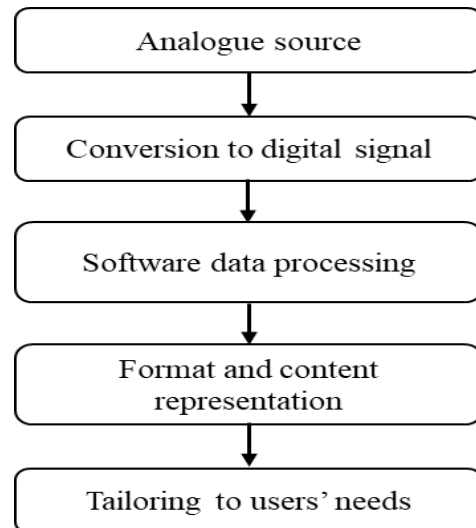 Analogue source
Conversion to digital signal
Software data processing
Format and content
representation
Tailoring to users’ needs